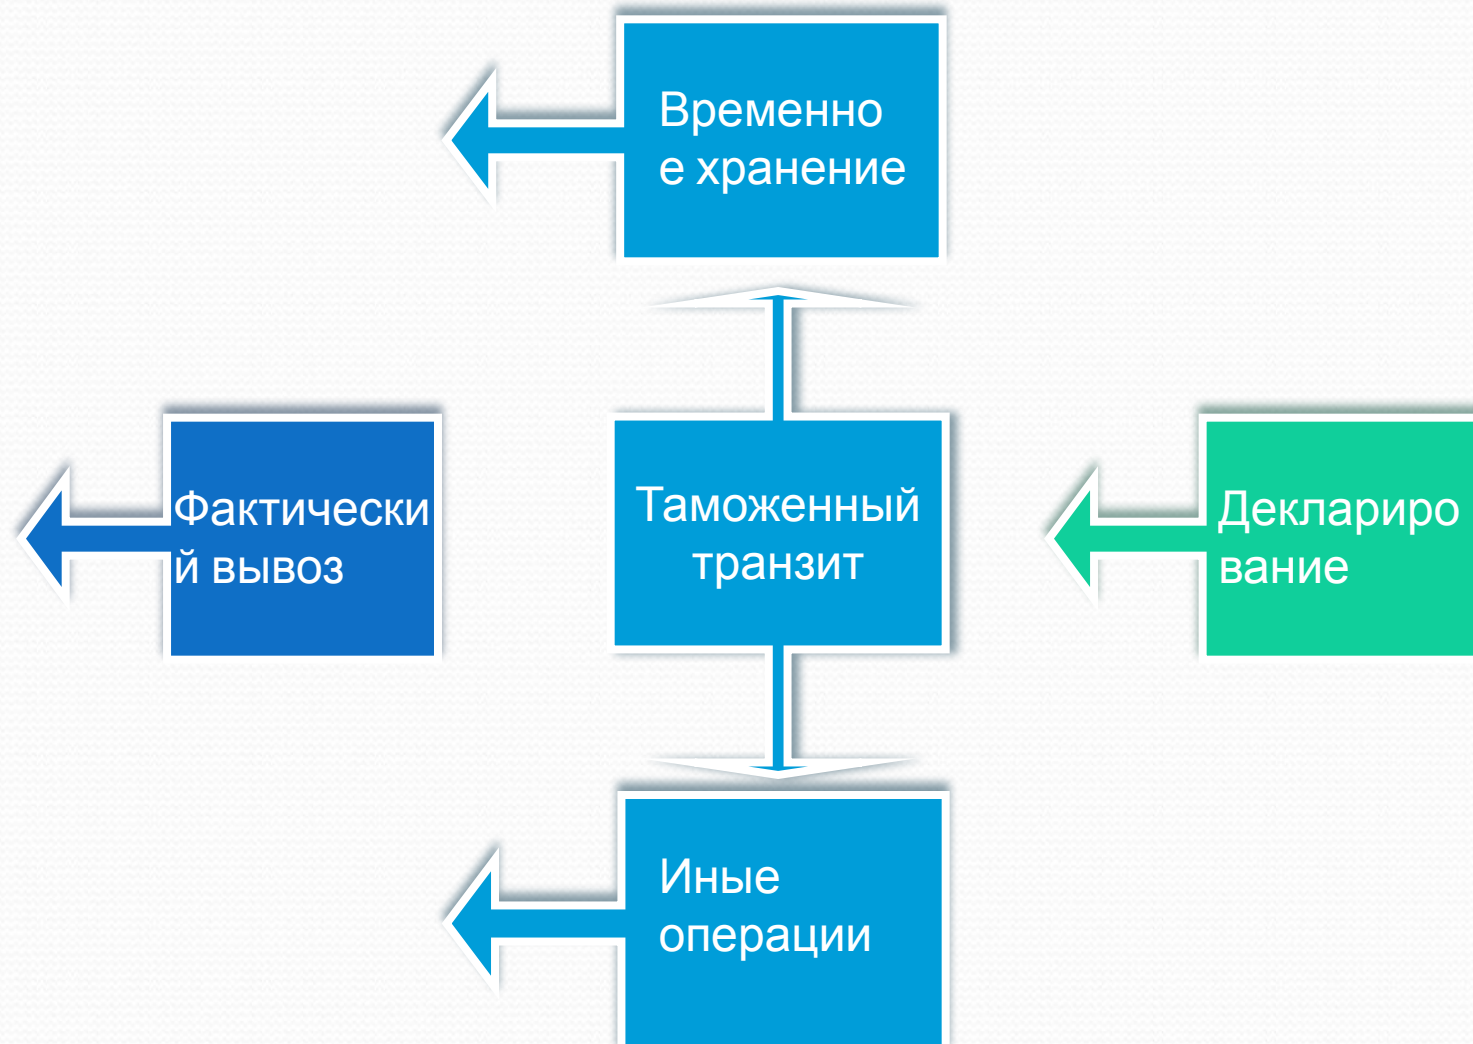 Временно
е хранение
Фактически
й вывоз
Таможенный
транзит
Деклариро
вание
Иные
операции